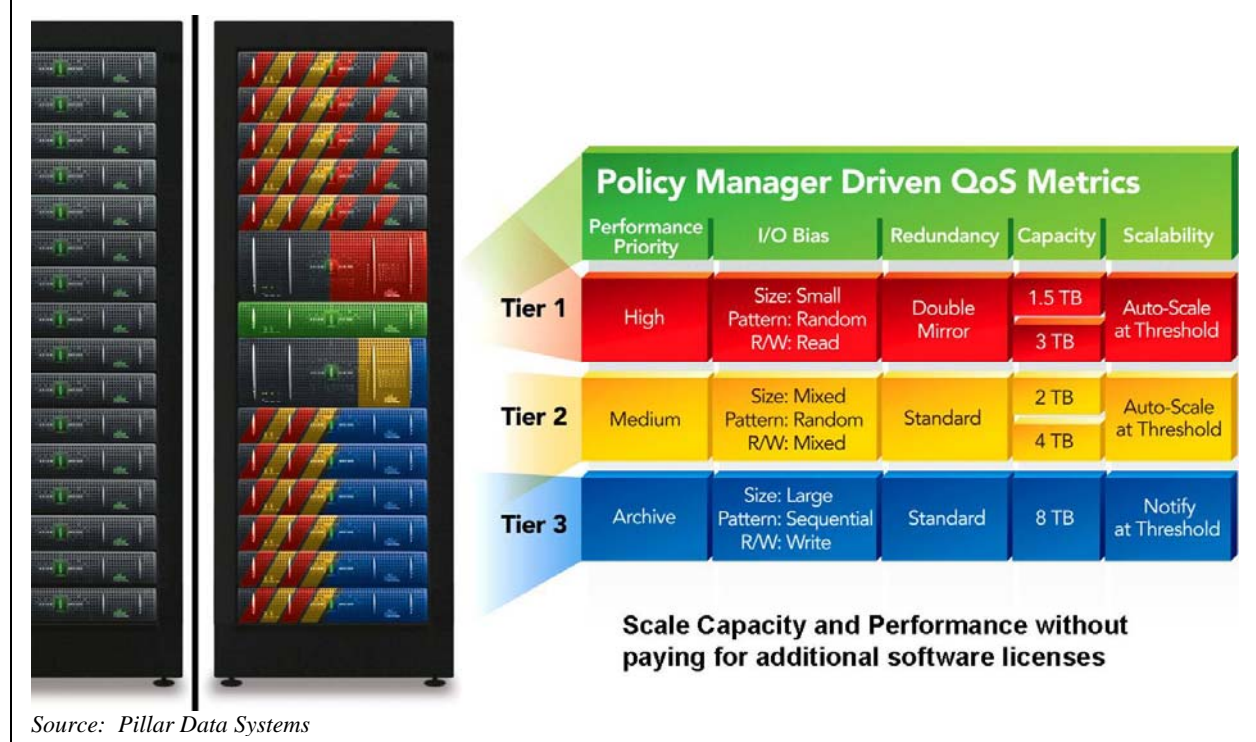 Policy Manager Driven QoS Metrics
Performance
Priority
I/O Bias
Redundancy
Capacity
Scalability
Tier 1
High
Size: Small
Pattern: Random
R/W: Read
Double
Mirror
1.5 TB
3 TB
Auto-Scale
at Threshold
Tier 2
Medium
Size: Mixed
Pattern: Random
R/W: Mixed
Standard
2 TB
4 TB
Auto-Scale
at Threshold
Tier 3
Archive
Size: Large
Pattern: Sequential
R/W: Write
Standard
8 TB
Notify
at Threshold
Scale Capacity and Performance without
paying for additional software licenses
Source: Pillar Data Systems